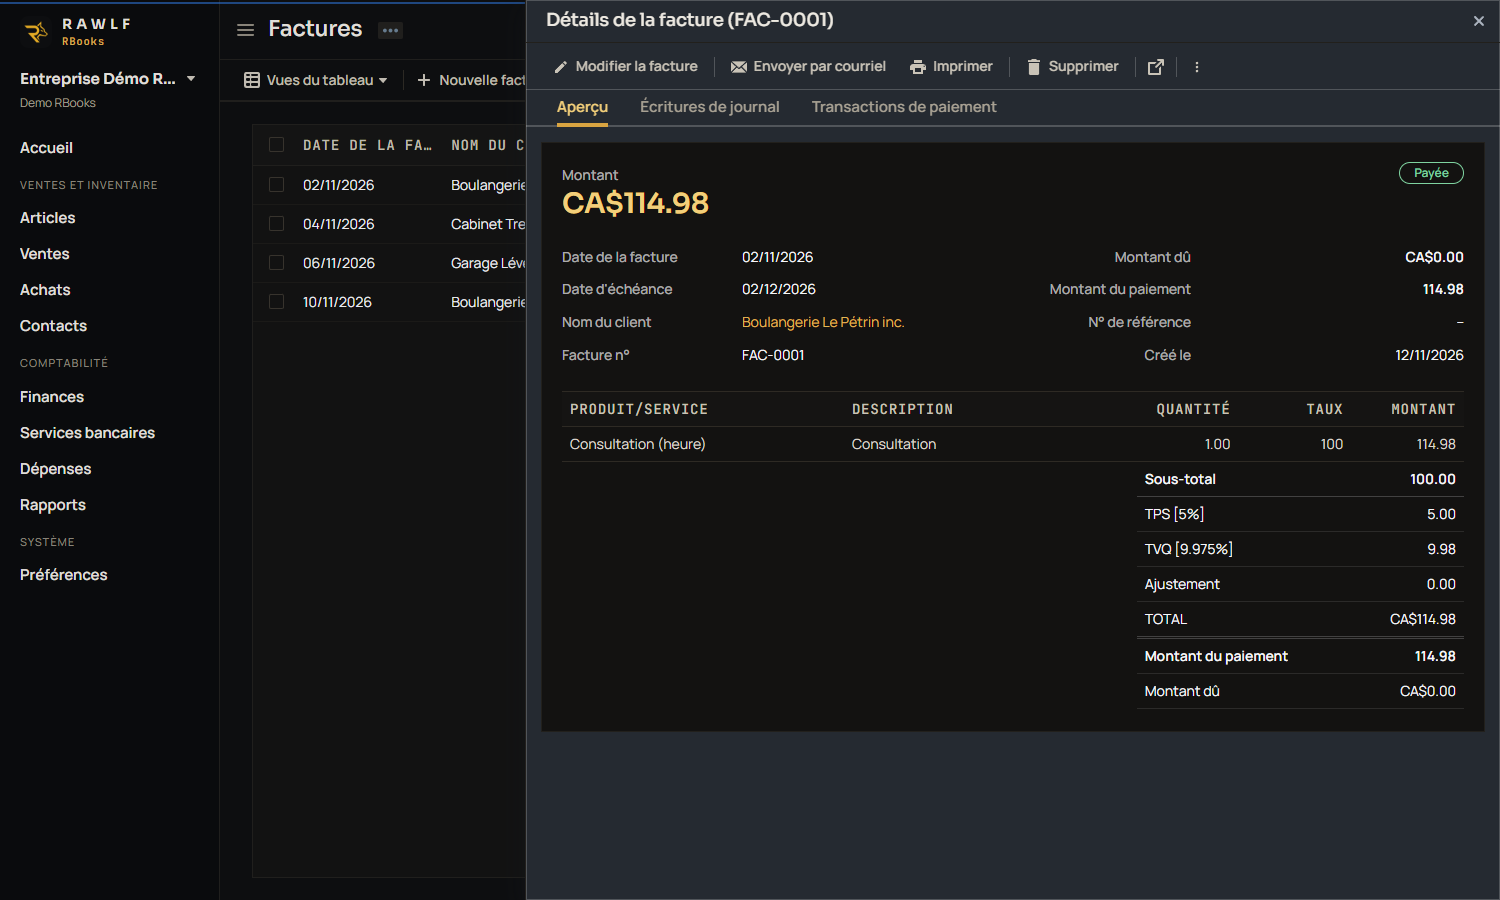 RAWLF
RBooks
Entreprise Démo R...
Demo RBooks
Accueil
VENTES ET INVENTAIRE
Articles
Ventes
Achats
Contacts
COMPTABILITÉ
Finances
Services bancaires
Dépenses
Rapports
SYSTÈME
Préférences
Factures
Vues du tableau
Nouvelle fact
DATE DE LA FA… NOM DU C
02/11/2026 Boulangerie
04/11/2026 Cabinet Tre
06/11/2026 Garage Léve
10/11/2026 Boulangerie
Détails de la facture (FAC-0001)
Modifier la facture Envoyer par courriel Imprimer Supprimer
Aperçu Écritures de journal Transactions de paiement
Montant Payée
CA$114.98
Date de la facture 02/11/2026 Montant dû CA$0.00
Date d'échéance 02/12/2026 Montant du paiement 114.98
Nom du client Boulangerie Le Pétrin inc. N° de référence –
Facture n° FAC-0001 Créé le 12/11/2026
PRODUIT/SERVICE DESCRIPTION QUANTITÉ TAUX MONTANT
Consultation (heure) Consultation 1.00 100 114.98
Sous-total 100.00
TPS [5%] 5.00
TVQ [9.975%] 9.98
Ajustement 0.00
TOTAL CA$114.98
Montant du paiement 114.98
Montant dû CA$0.00